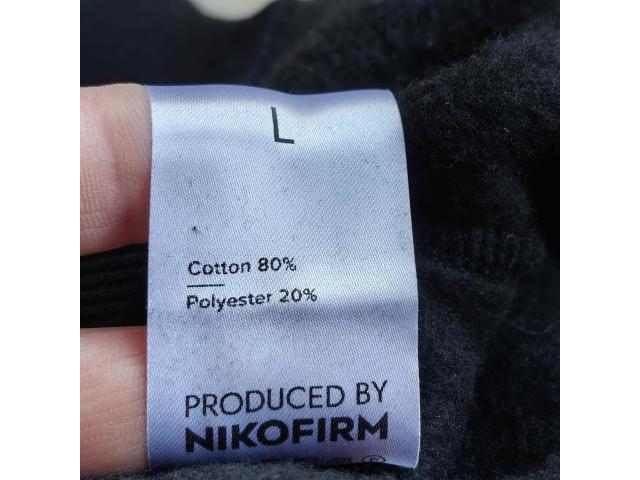 L
Cotton 80%
Polyester 20%
PRODUCED BY
NIKOFIRM